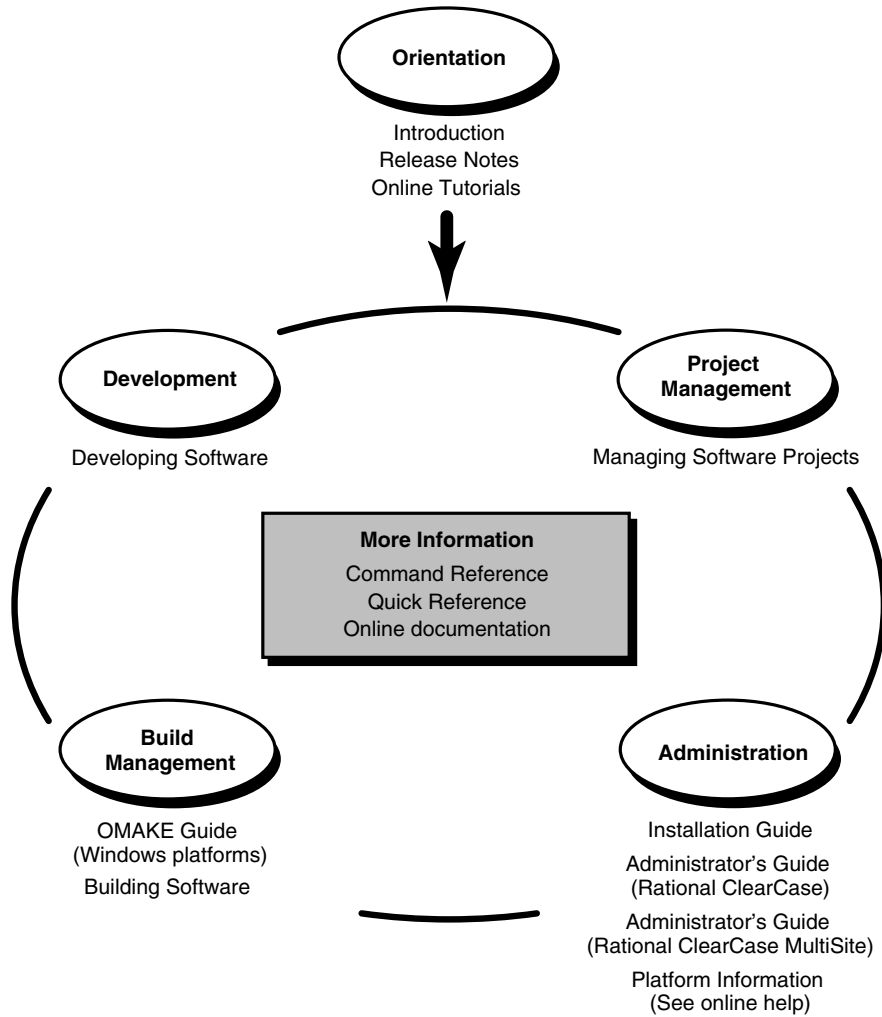 Orientation
Introduction
Release Notes
Online Tutorials
Development
Developing Software
Project
Management
Managing Software Projects
More Information
Command Reference
Quick Reference
Online documentation
Build
Management
OMAKE Guide
(Windows platforms)
Building Software
Administration
Installation Guide
Administrator's Guide
(Rational ClearCase)
Administrator's Guide
(Rational ClearCase MultiSite)
Platform Information
(See online help)